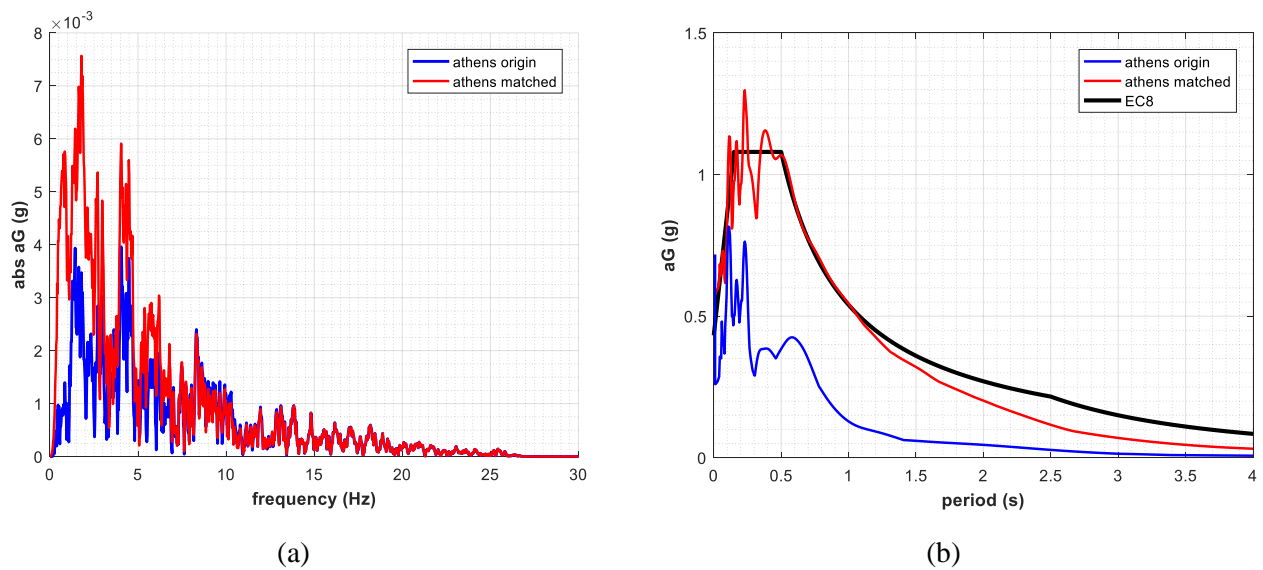 ×10-3
8
7
6
5
4
3
2
1
0
abs aG (g)
athens origin
athens matched
0 5 10 15 20 25 30
frequency (Hz)
(a)
1.5
1
0.5
0
aG (g)
athens origin
athens matched
EC8
0 0.5 1 1.5 2 2.5 3 3.5 4
period (s)
(b)